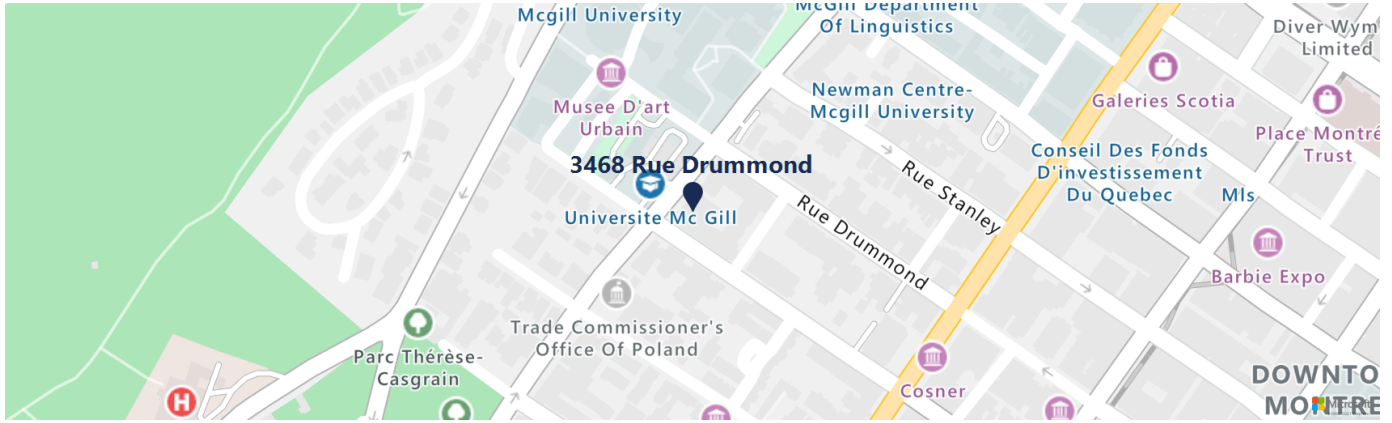 Mcgill University
McGill Department
Of Linguistics
Diver Wym
Limited
Musee D'art
Urbain
Newman Centre-
Mcgill University
Galeries Scotia
Place Montré
Trust
3468 Rue Drummond
Universite Mc Gill
Rue Stanley
Rue Drummond
Conseil Des Fonds
D'investissement
Du Quebec
Mls
Barbie Expo
Trade Commissioner's
Office Of Poland
Parc Thérèse-
Casgrain
H
Cosner
DOWNTO
MONTRE
Microsoft